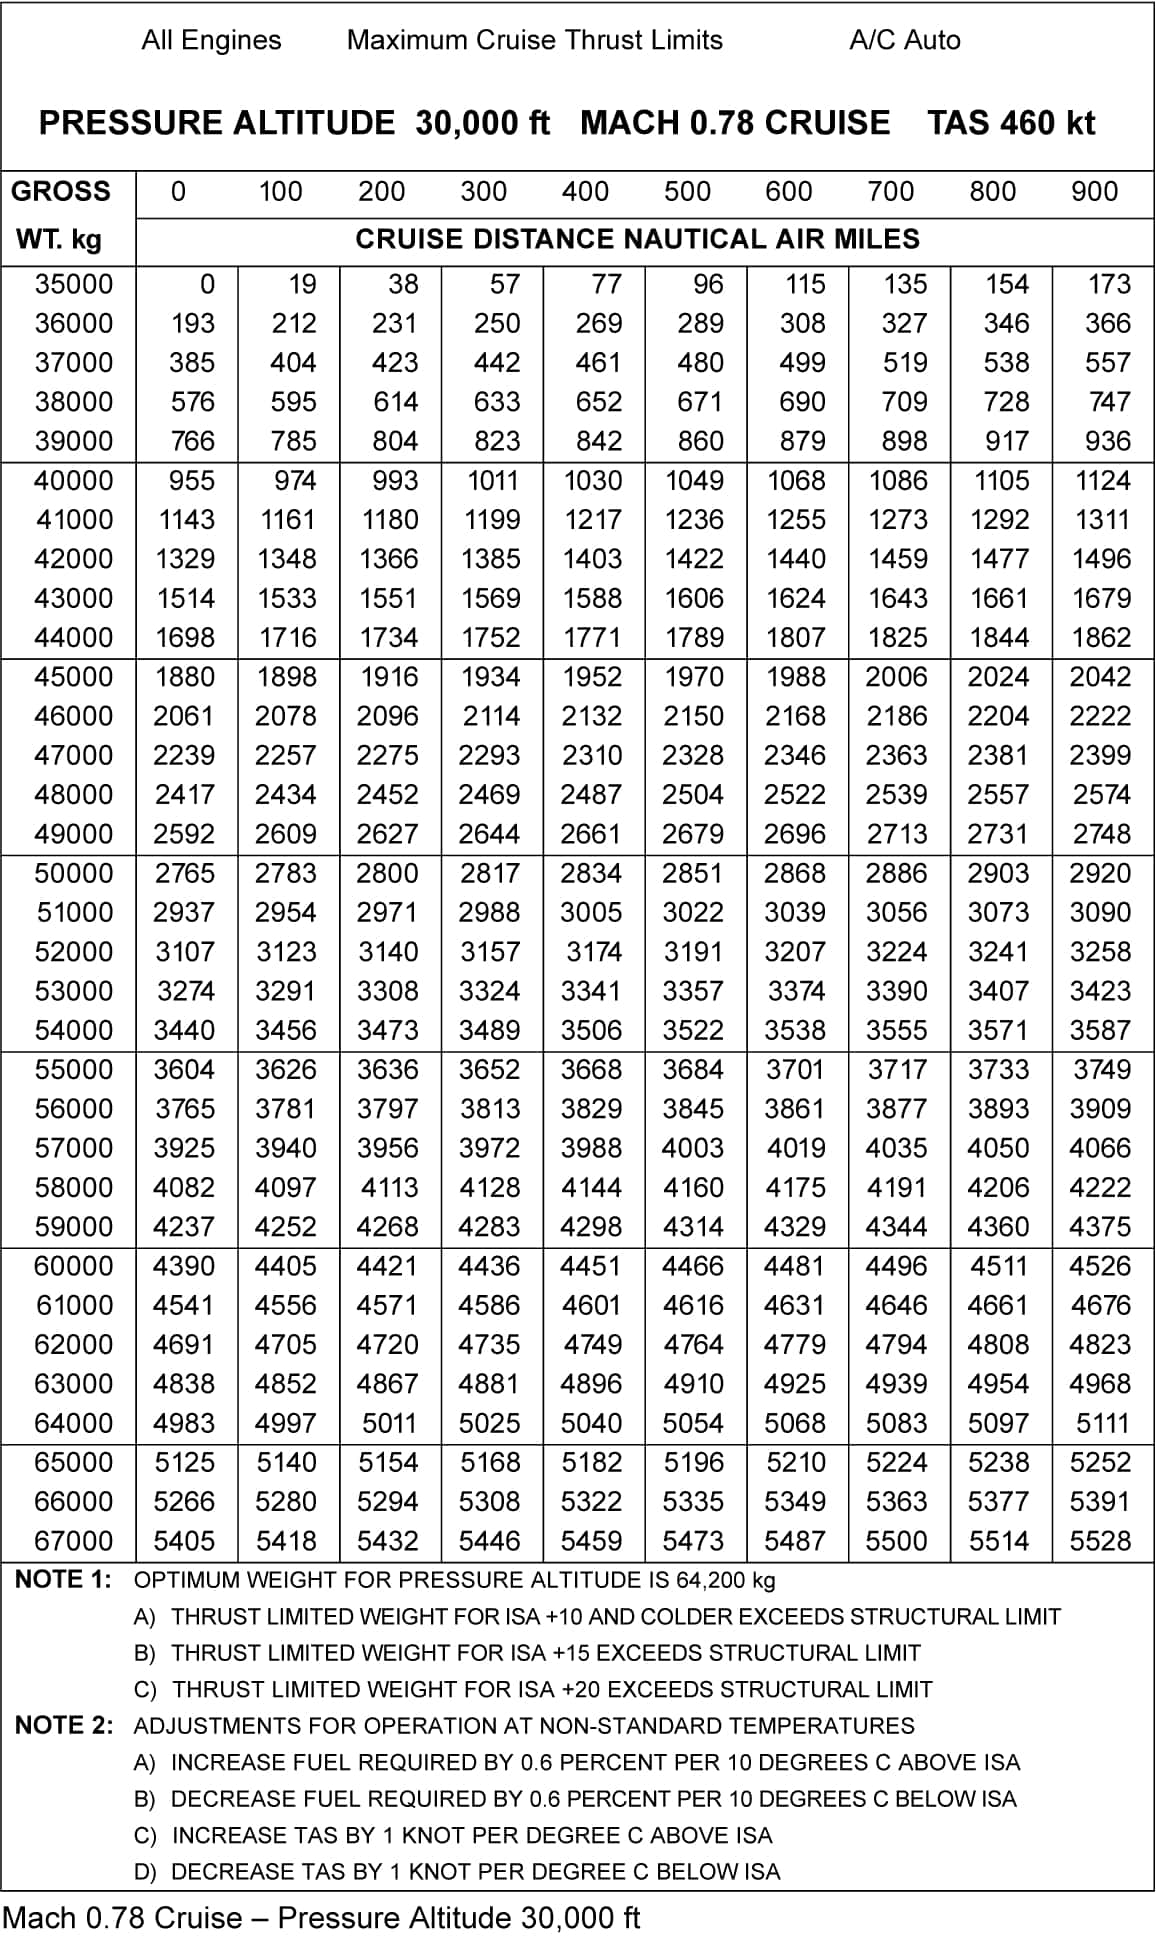 All Engines Maximum Cruise Thrust Limits A/C Auto
PRESSURE ALTITUDE 30,000 ft MACH 0.78 CRUISE TAS 460 kt
GROSS 0 100 200 300 400 500 600 700 800 900
WT. kg CRUISE DISTANCE NAUTICAL AIR MILES
35000 0 19 38 57 77 96 115 135 154 173
36000 193 212 231 250 269 289 308 327 346 366
37000 385 404 423 442 461 480 499 519 538 557
38000 576 595 614 633 652 671 690 709 728 747
39000 766 785 804 823 842 860 879 898 917 936
40000 955 974 993 1011 1030 1049 1068 1086 1105 1124
41000 1143 1161 1180 1199 1217 1236 1255 1273 1292 1311
42000 1329 1348 1366 1385 1403 1422 1440 1459 1477 1496
43000 1514 1533 1551 1569 1588 1606 1624 1643 1661 1679
44000 1698 1716 1734 1752 1771 1789 1807 1825 1844 1862
45000 1880 1898 1916 1934 1952 1970 1988 2006 2024 2042
46000 2061 2078 2096 2114 2132 2150 2168 2186 2204 2222
47000 2239 2257 2275 2293 2310 2328 2346 2363 2381 2399
48000 2417 2434 2452 2469 2487 2504 2522 2539 2557 2574
49000 2592 2609 2627 2644 2661 2679 2696 2713 2731 2748
50000 2765 2783 2800 2817 2834 2851 2868 2886 2903 2920
51000 2937 2954 2971 2988 3005 3022 3039 3056 3073 3090
52000 3107 3123 3140 3157 3174 3191 3207 3224 3241 3258
53000 3274 3291 3308 3324 3341 3357 3374 3390 3407 3423
54000 3440 3456 3473 3489 3506 3522 3538 3555 3571 3587
55000 3604 3626 3636 3652 3668 3684 3701 3717 3733 3749
56000 3765 3781 3797 3813 3829 3845 3861 3877 3893 3909
57000 3925 3940 3956 3972 3988 4003 4019 4035 4050 4066
58000 4082 4097 4113 4128 4144 4160 4175 4191 4206 4222
59000 4237 4252 4268 4283 4298 4314 4329 4344 4360 4375
60000 4390 4405 4421 4436 4451 4466 4481 4496 4511 4526
61000 4541 4556 4571 4586 4601 4616 4631 4646 4661 4676
62000 4691 4705 4720 4735 4749 4764 4779 4794 4808 4823
63000 4838 4852 4867 4881 4896 4910 4925 4939 4954 4968
64000 4983 4997 5011 5025 5040 5054 5068 5083 5097 5111
65000 5125 5140 5154 5168 5182 5196 5210 5224 5238 5252
66000 5266 5280 5294 5308 5322 5335 5349 5363 5377 5391
67000 5405 5418 5432 5446 5459 5473 5487 5500 5514 5528
NOTE 1: OPTIMUM WEIGHT FOR PRESSURE ALTITUDE IS 64,200 kg
A) THRUST LIMITED WEIGHT FOR ISA +10 AND COLDER EXCEEDS STRUCTURAL LIMIT
B) THRUST LIMITED WEIGHT FOR ISA +15 EXCEEDS STRUCTURAL LIMIT
C) THRUST LIMITED WEIGHT FOR ISA +20 EXCEEDS STRUCTURAL LIMIT
NOTE 2: ADJUSTMENTS FOR OPERATION AT NON-STANDARD TEMPERATURES
A) INCREASE FUEL REQUIRED BY 0.6 PERCENT PER 10 DEGREES C ABOVE ISA
B) DECREASE FUEL REQUIRED BY 0.6 PERCENT PER 10 DEGREES C BELOW ISA
C) INCREASE TAS BY 1 KNOT PER DEGREE C ABOVE ISA
D) DECREASE TAS BY 1 KNOT PER DEGREE C BELOW ISA
Mach 0.78 Cruise – Pressure Altitude 30,000 ft